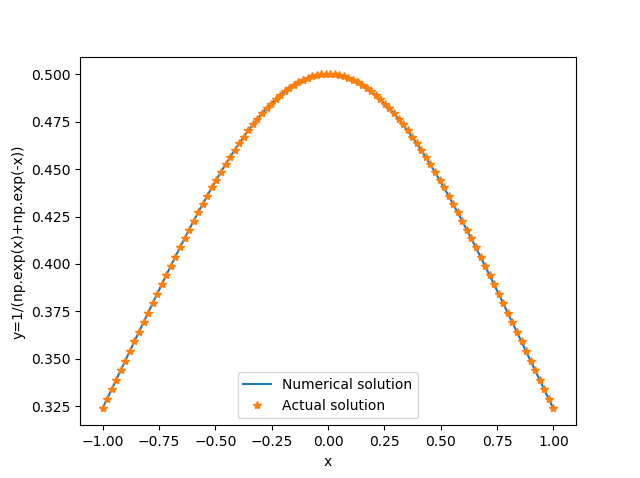 0.500
0.475
0.450
0.425
0.400
0.375
0.350
0.325
y=1/(np.exp(x)+np.exp(-x))
Numerical solution
Actual solution
−1.00 −0.75 −0.50 −0.25 0.00 0.25 0.50 0.75 1.00
x